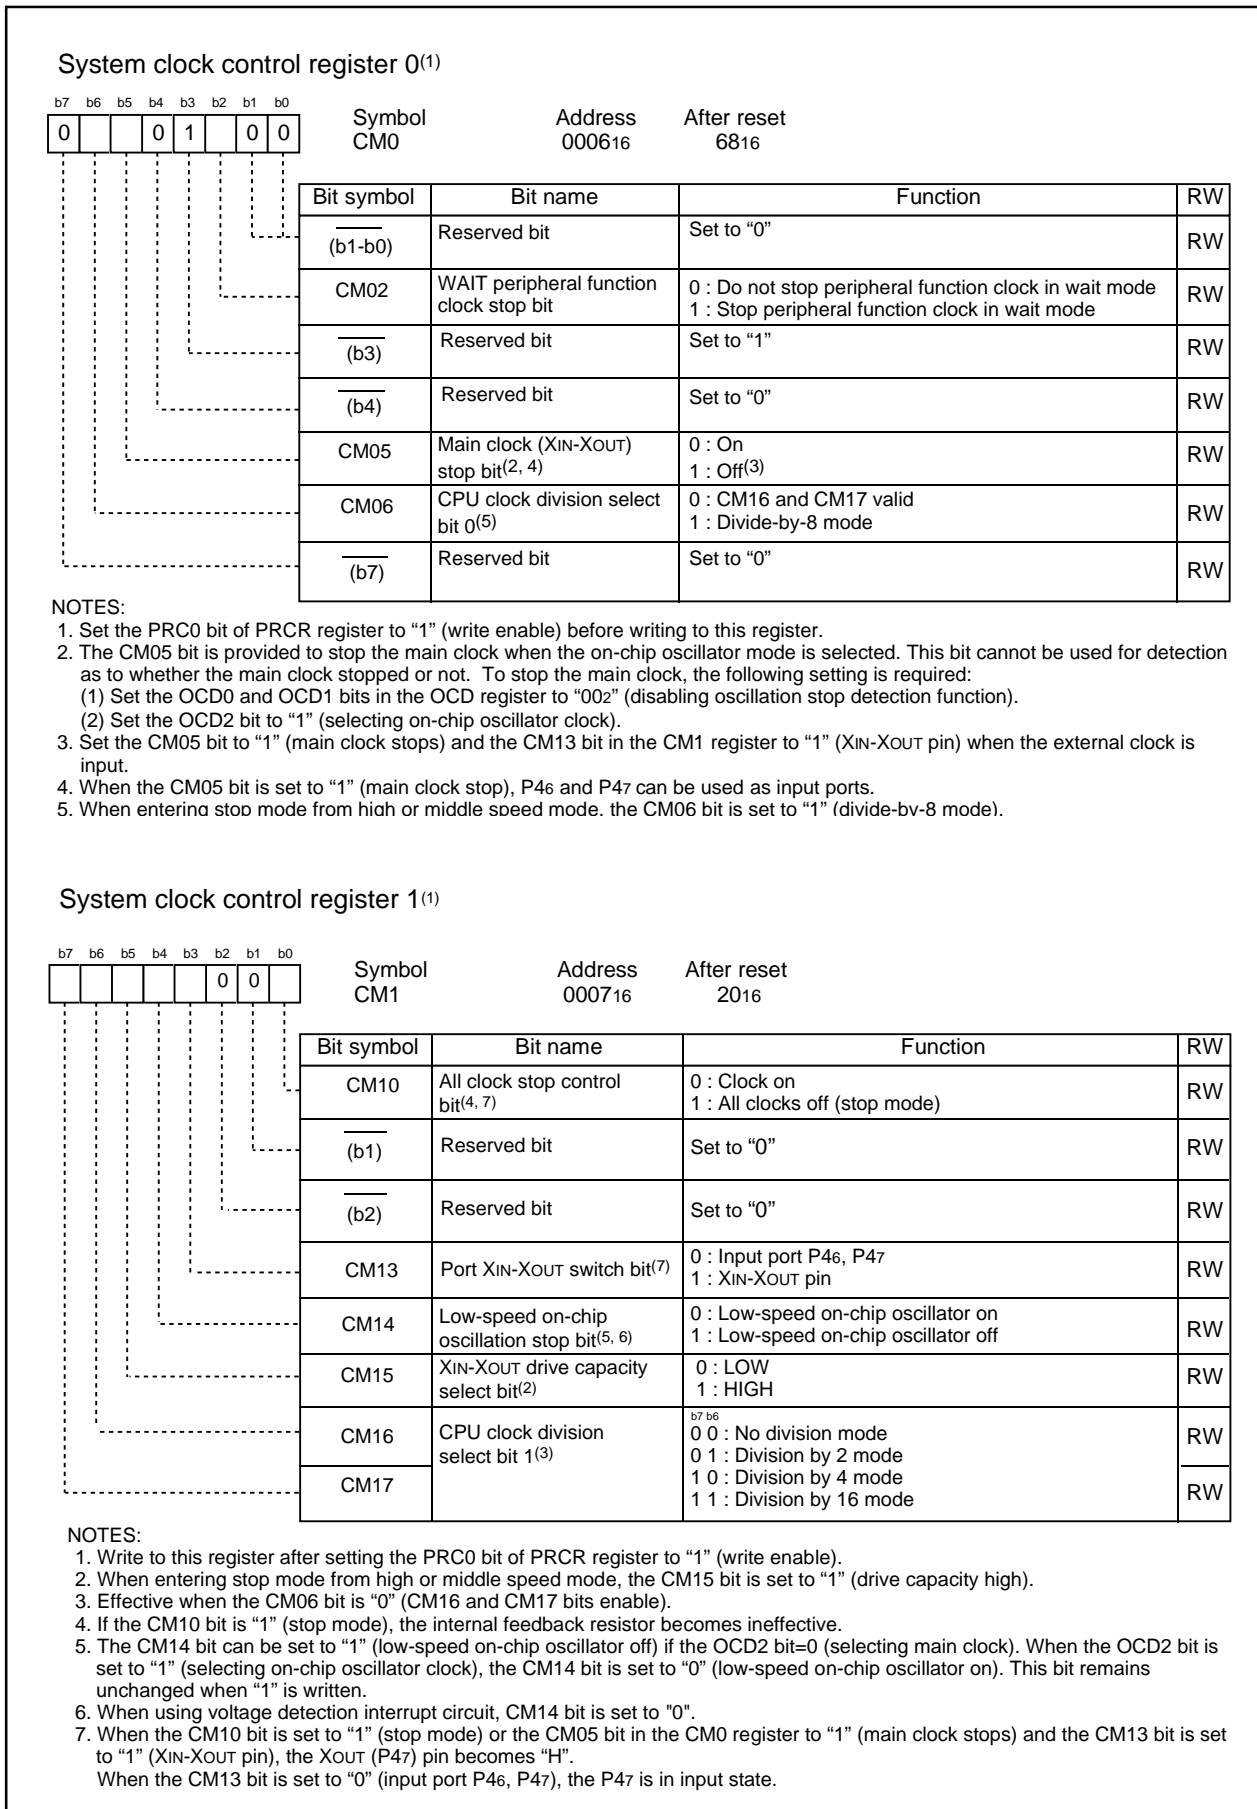 System clock control register 0(1)
b7 b6 b5 b4 b3 b2 b1 b0
0 0 1 0 0
Symbol Address After reset
CM0 000616 6816
Bit symbol Bit name Function RW
(b1-b0) Reserved bit Set to “0” RW
CM02 WAIT peripheral function clock stop bit 0 : Do not stop peripheral function clock in wait mode RW
1 : Stop peripheral function clock in wait mode
(b3) Reserved bit Set to “1” RW
(b4) Reserved bit Set to “0” RW
CM05 Main clock (XIN-XOUT) stop bit(2, 4) 0 : On RW
1 : Off(3)
CM06 CPU clock division select bit 0(5) 0 : CM16 and CM17 valid RW
1 : Divide-by-8 mode
(b7) Reserved bit Set to “0” RW
NOTES:
1. Set the PRC0 bit of PRCR register to “1” (write enable) before writing to this register.
2. The CM05 bit is provided to stop the main clock when the on-chip oscillator mode is selected. This bit cannot be used for detection
as to whether the main clock stopped or not. To stop the main clock, the following setting is required:
(1) Set the OCD0 and OCD1 bits in the OCD register to “002” (disabling oscillation stop detection function).
(2) Set the OCD2 bit to “1” (selecting on-chip oscillator clock).
3. Set the CM05 bit to “1” (main clock stops) and the CM13 bit in the CM1 register to “1” (XIN-XOUT pin) when the external clock is
input.
4. When the CM05 bit is set to “1” (main clock stop), P46 and P47 can be used as input ports.
5. When entering stop mode from high or middle speed mode, the CM06 bit is set to “1” (divide-by-8 mode).
System clock control register 1(1)
b7 b6 b5 b4 b3 b2 b1 b0
0 0
Symbol Address After reset
CM1 000716 2016
Bit symbol Bit name Function RW
CM10 All clock stop control bit(4, 7) 0 : Clock on RW
1 : All clocks off (stop mode)
(b1) Reserved bit Set to “0” RW
(b2) Reserved bit Set to “0” RW
CM13 Port XIN-XOUT switch bit(7) 0 : Input port P46, P47 RW
1 : XIN-XOUT pin
CM14 Low-speed on-chip oscillation stop bit(5, 6) 0 : Low-speed on-chip oscillator on RW
1 : Low-speed on-chip oscillator off
CM15 XIN-XOUT drive capacity select bit(2) 0 : LOW RW
1 : HIGH
b7 b6
CM16 CPU clock division select bit 1(3) 0 0 : No division mode RW
0 1 : Division by 2 mode
CM17 1 0 : Division by 4 mode RW
1 1 : Division by 16 mode
NOTES:
1. Write to this register after setting the PRC0 bit of PRCR register to “1” (write enable).
2. When entering stop mode from high or middle speed mode, the CM15 bit is set to “1” (drive capacity high).
3. Effective when the CM06 bit is “0” (CM16 and CM17 bits enable).
4. If the CM10 bit is “1” (stop mode), the internal feedback resistor becomes ineffective.
5. The CM14 bit can be set to “1” (low-speed on-chip oscillator off) if the OCD2 bit=0 (selecting main clock). When the OCD2 bit is
set to “1” (selecting on-chip oscillator clock), the CM14 bit is set to “0” (low-speed on-chip oscillator on). This bit remains
unchanged when “1” is written.
6. When using voltage detection interrupt circuit, CM14 bit is set to "0".
7. When the CM10 bit is set to “1” (stop mode) or the CM05 bit in the CM0 register to “1” (main clock stops) and the CM13 bit is set
to “1” (XIN-XOUT pin), the XOUT (P47) pin becomes “H”.
When the CM13 bit is set to “0” (input port P46, P47), the P47 is in input state.